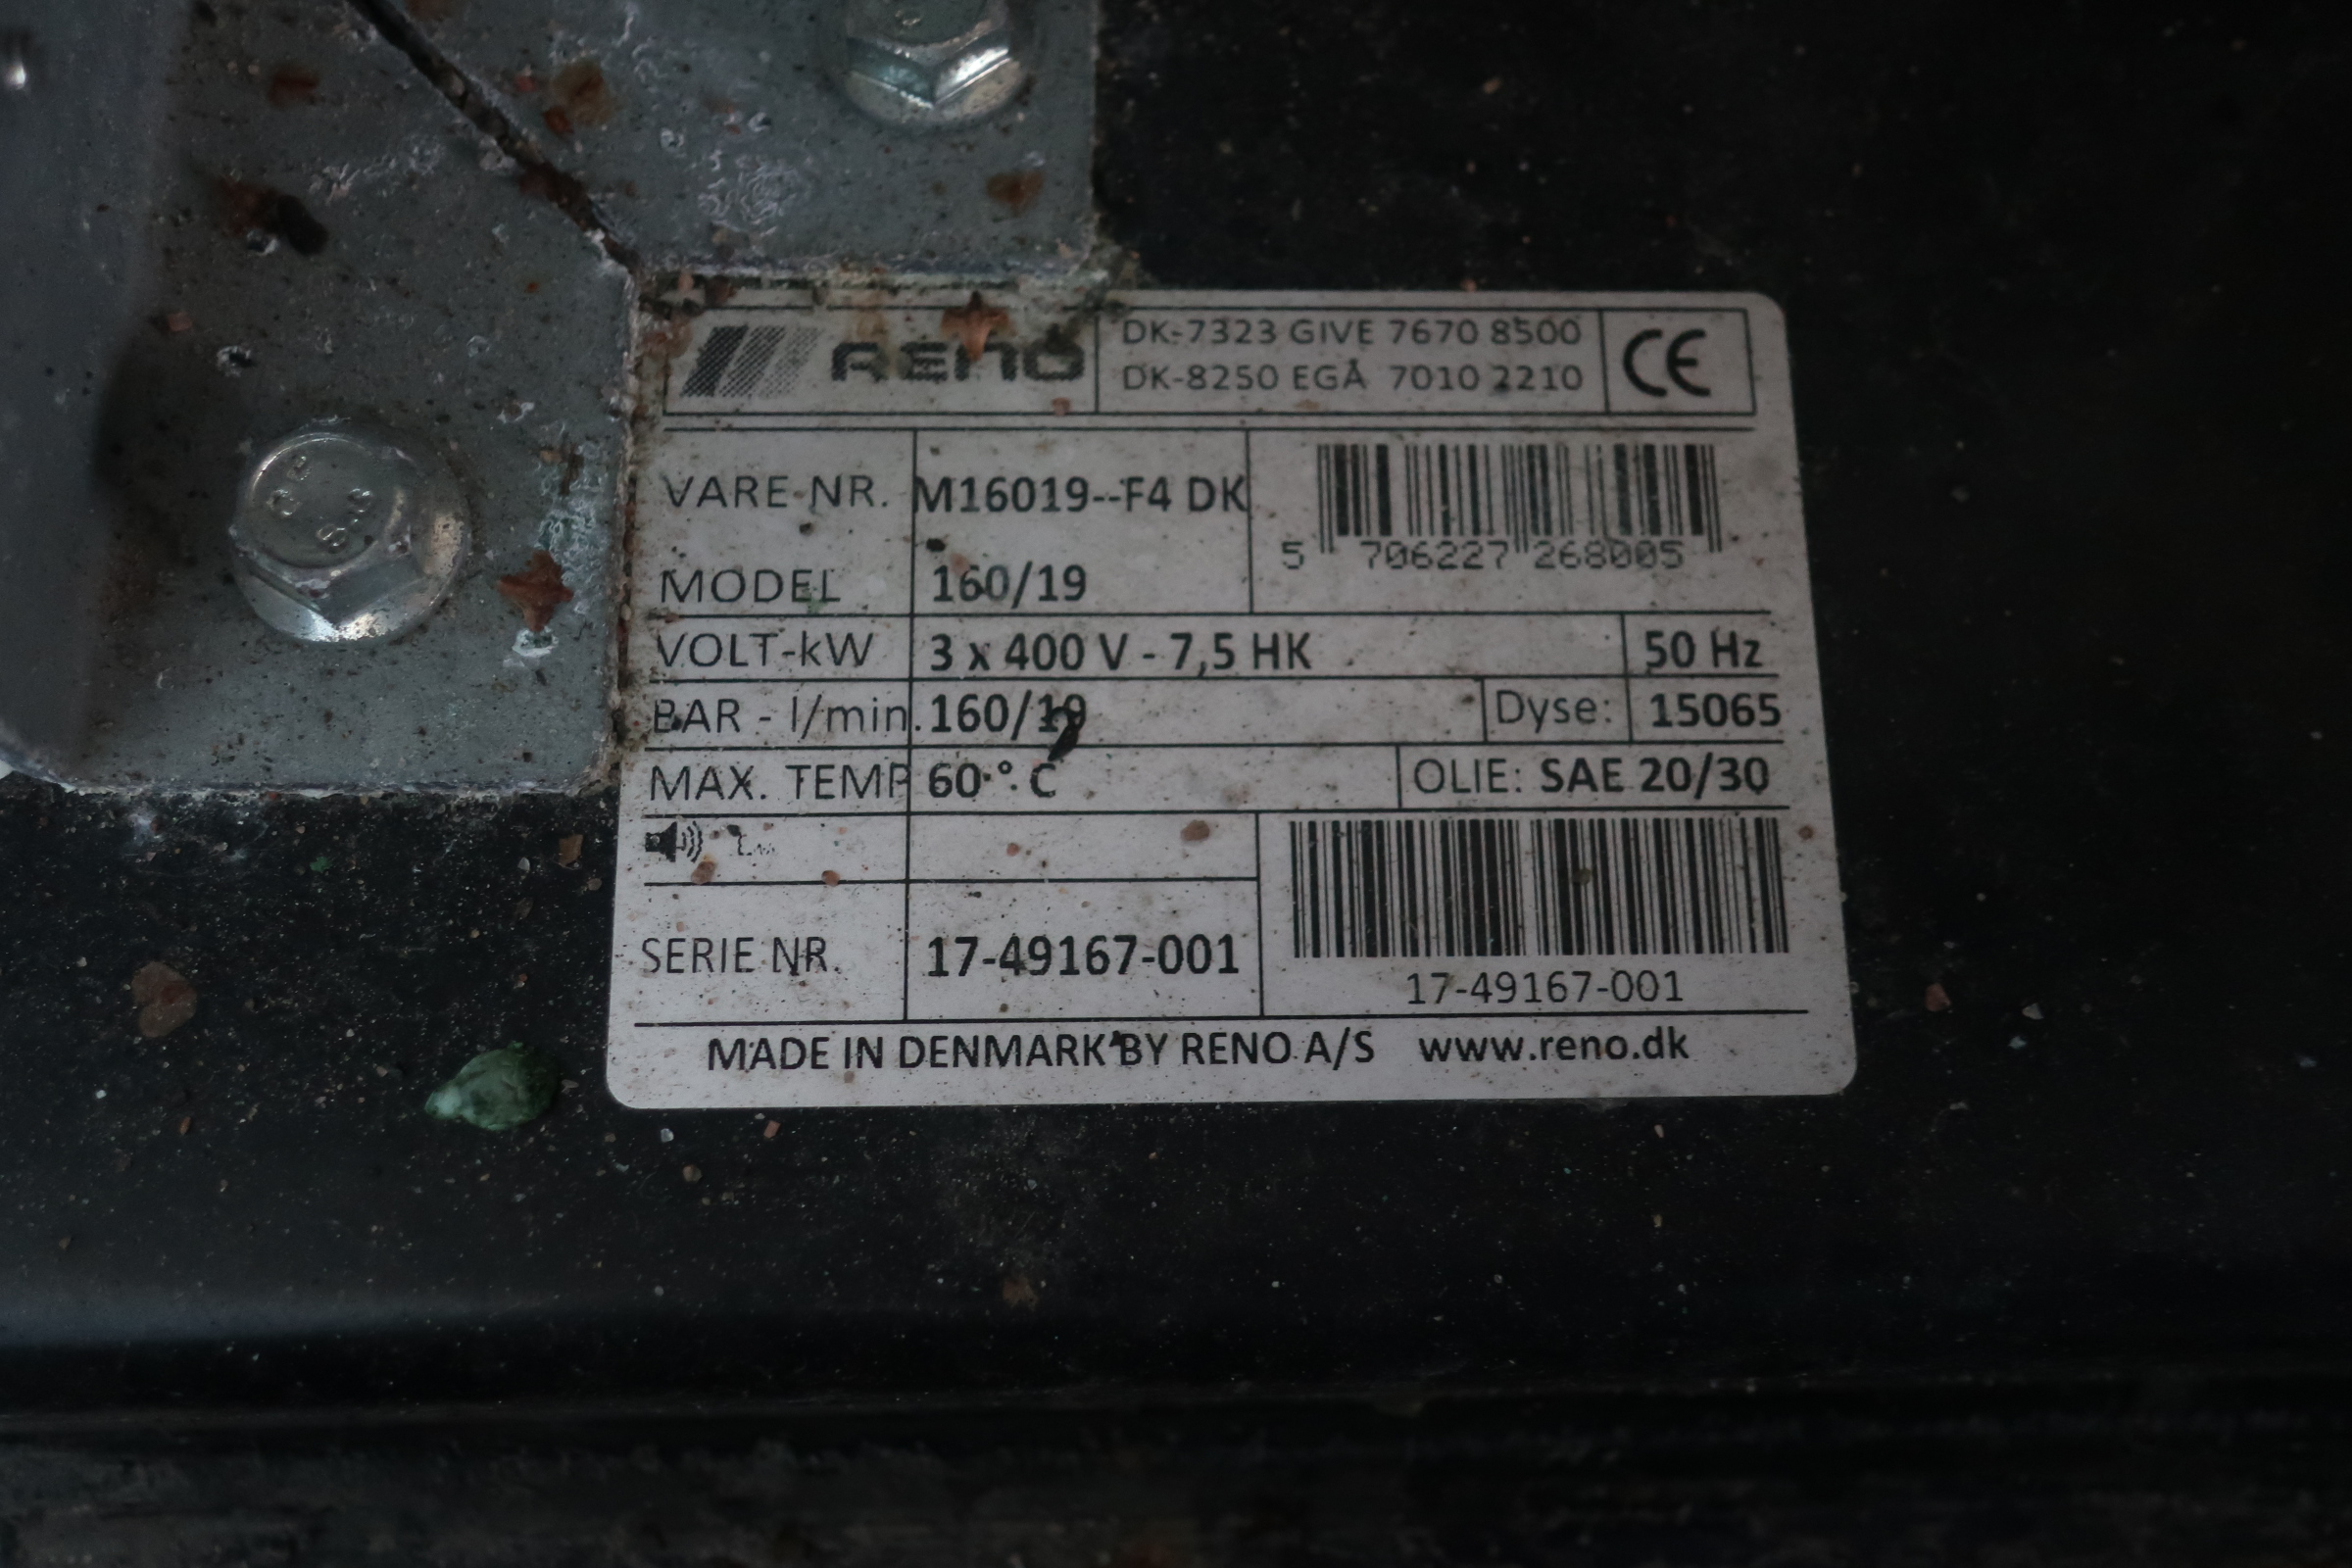 RENO
DK-7323 GIVE 7670 8500
DK-8250 EGÅ 7010 2210
CE
VARE-NR. M16019--F4 DK
5 706227 268005
MODEL 160/19
VOLT-kW 3 x 400 V - 7,5 HK 50 Hz
BAR - l/min. 160/19 Dyse: 15065
MAX. TEMP 60 ° C OLIE: SAE 20/30
SERIE NR. 17-49167-001
17-49167-001
MADE IN DENMARK BY RENO A/S www.reno.dk